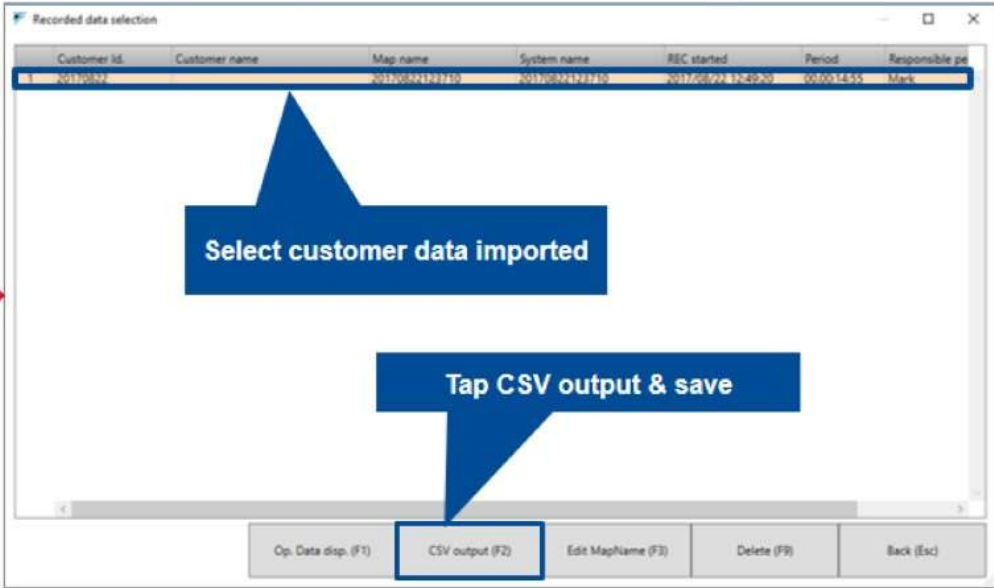 Recorded data selection
Customer Id. Customer name Map name System name REC started Period Responsible pe
1 20170822 20170822123710 20170822123710 2017/08/22 12:49:20 00.00:14:55 Mark
Select customer data imported
Tap CSV output & save
Op. Data disp. (F1) CSV output (F2) Edit MapName (F3) Delete (F9) Back (Esc)